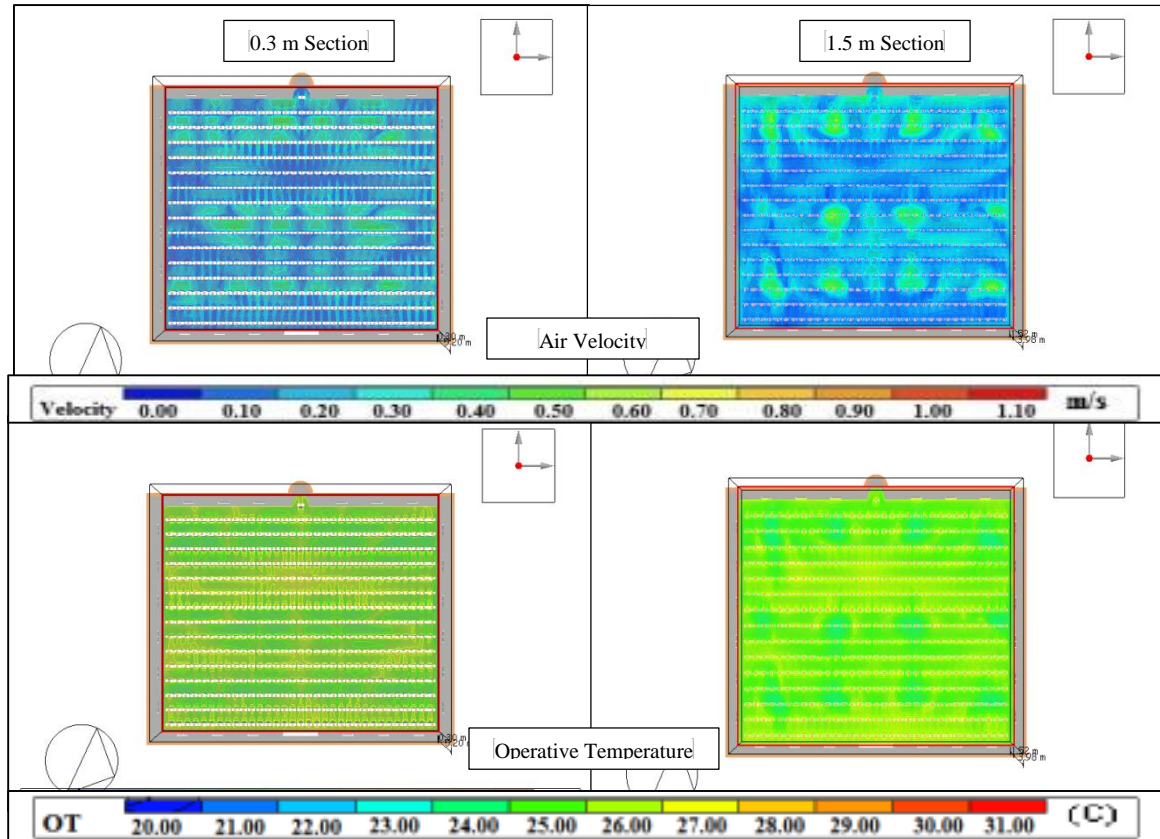 0.3 m Section
1.5 m Section
Air Velocity
Velocity 0.00 0.10 0.20 0.30 0.40 0.50 0.60 0.70 0.80 0.90 1.00 1.10 m/s
Operative Temperature
OT 20.00 21.00 22.00 23.00 24.00 25.00 26.00 27.00 28.00 29.00 30.00 31.00 (C)